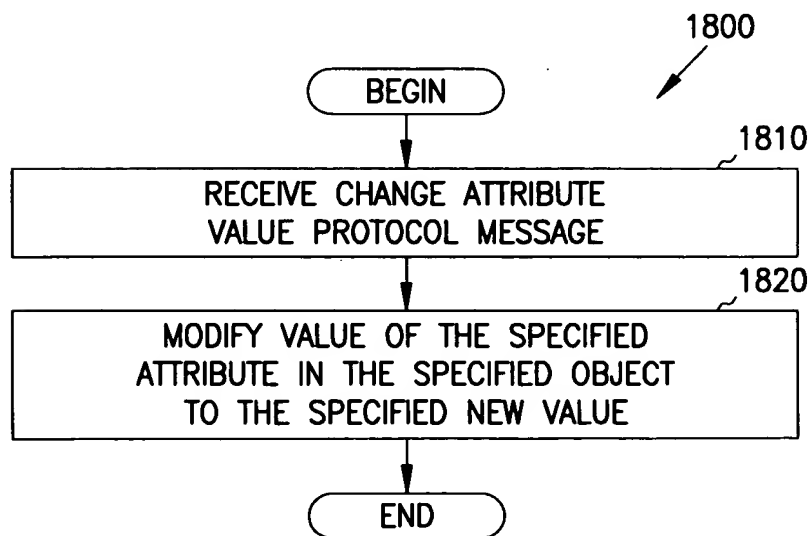 1800
BEGIN
1810
RECEIVE CHANGE ATTRIBUTE
VALUE PROTOCOL MESSAGE
1820
MODIFY VALUE OF THE SPECIFIED
ATTRIBUTE IN THE SPECIFIED OBJECT
TO THE SPECIFIED NEW VALUE
END